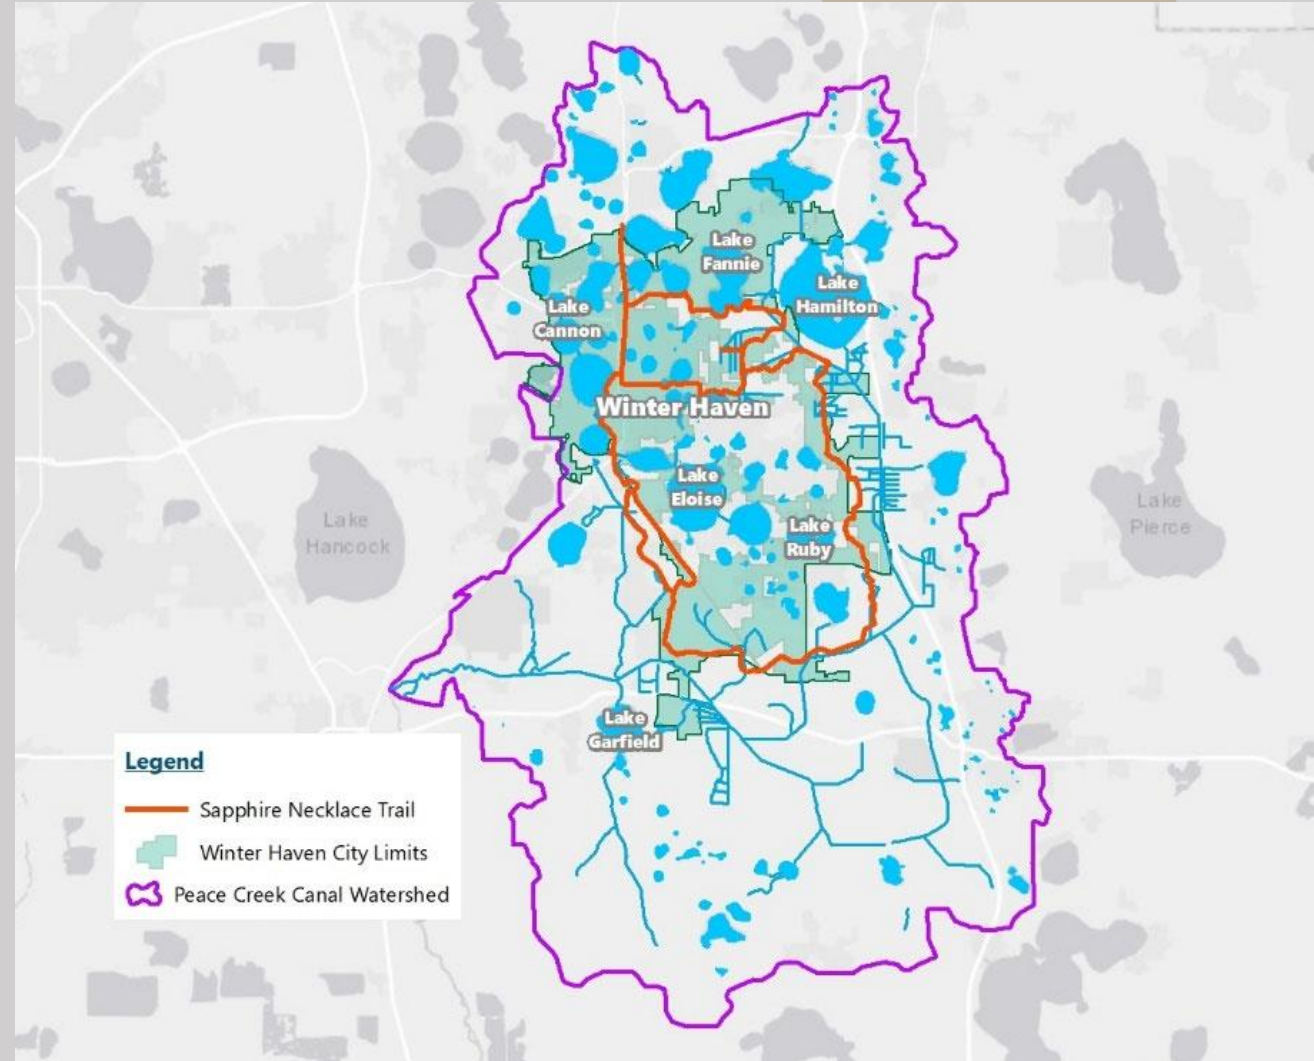 Lake
Fannie
Lake
Hamilton
Lake
Cannon
Winter Haven
Lake
Eloise
Lake
Ruby
Lake
Hancock
Lake
Pierce
Lake
Garfield
Legend
Sapphire Necklace Trail
Winter Haven City Limits
Peace Creek Canal Watershed